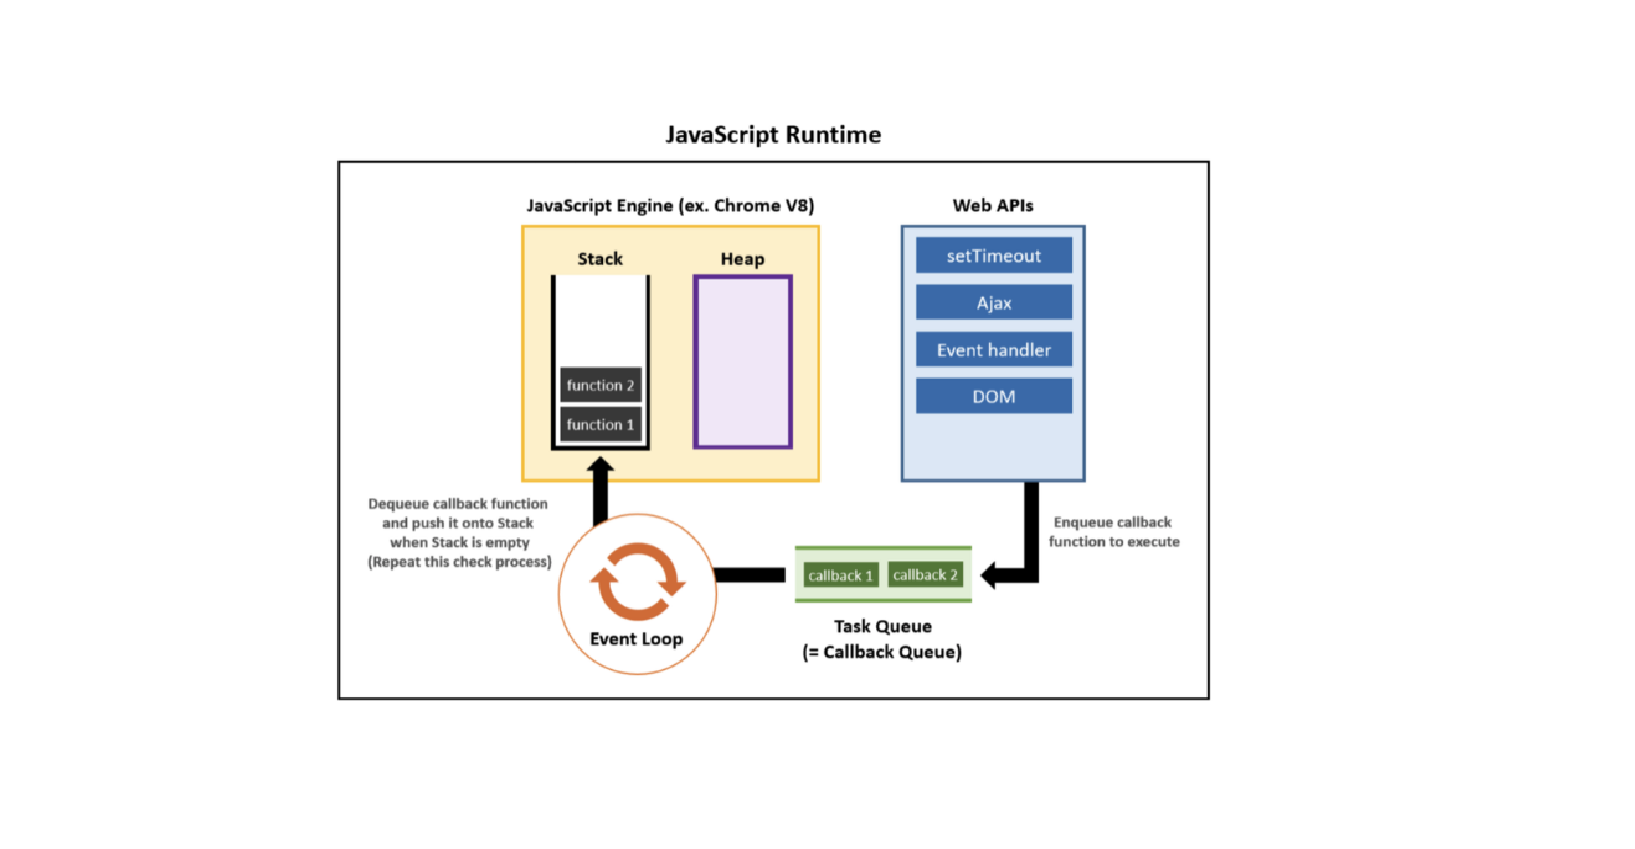 JavaScript Runtime
JavaScript Engine (ex. Chrome V8)
Stack
Heap
function 2
function 1
Web APIs
setTimeout
Ajax
Event handler
DOM
Dequeue callback function
and push it onto Stack
when Stack is empty
(Repeat this check process)
Event Loop
callback 1
callback 2
Task Queue
(= Callback Queue)
Enqueue callback
function to execute